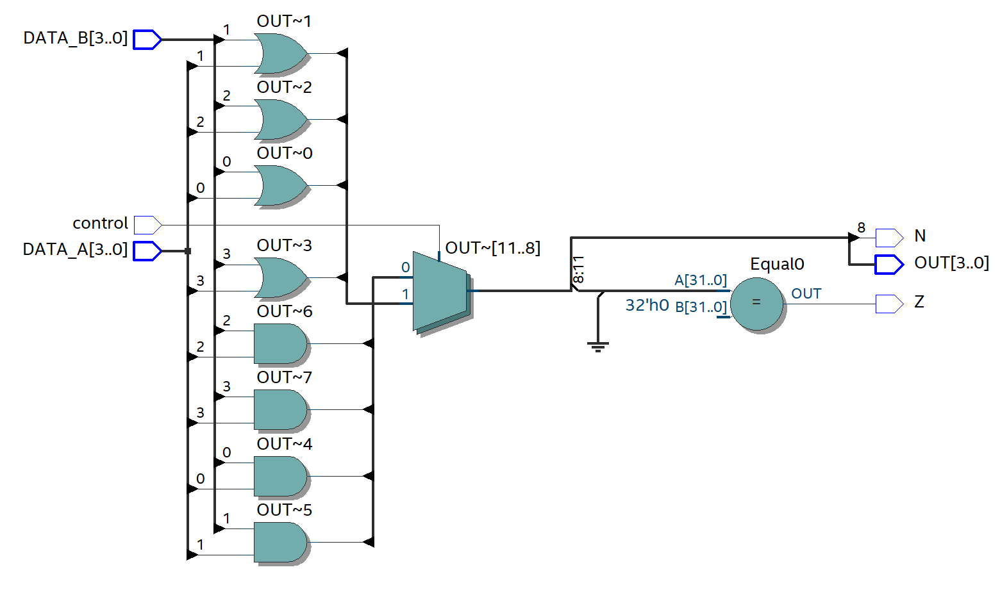 OUT~1
DATA_B[3..0]
1
1
OUT~2
2
2
OUT~0
0
0
control
DATA_A[3..0]
OUT~3
3
3
OUT~6
2
2
OUT~7
3
3
OUT~4
0
0
OUT~5
1
1
OUT~[11..8]
0
1
8:11
8
N
OUT[3..0]
Equal0
A[31..0]
32'h0 B[31..0]
=
OUT
Z